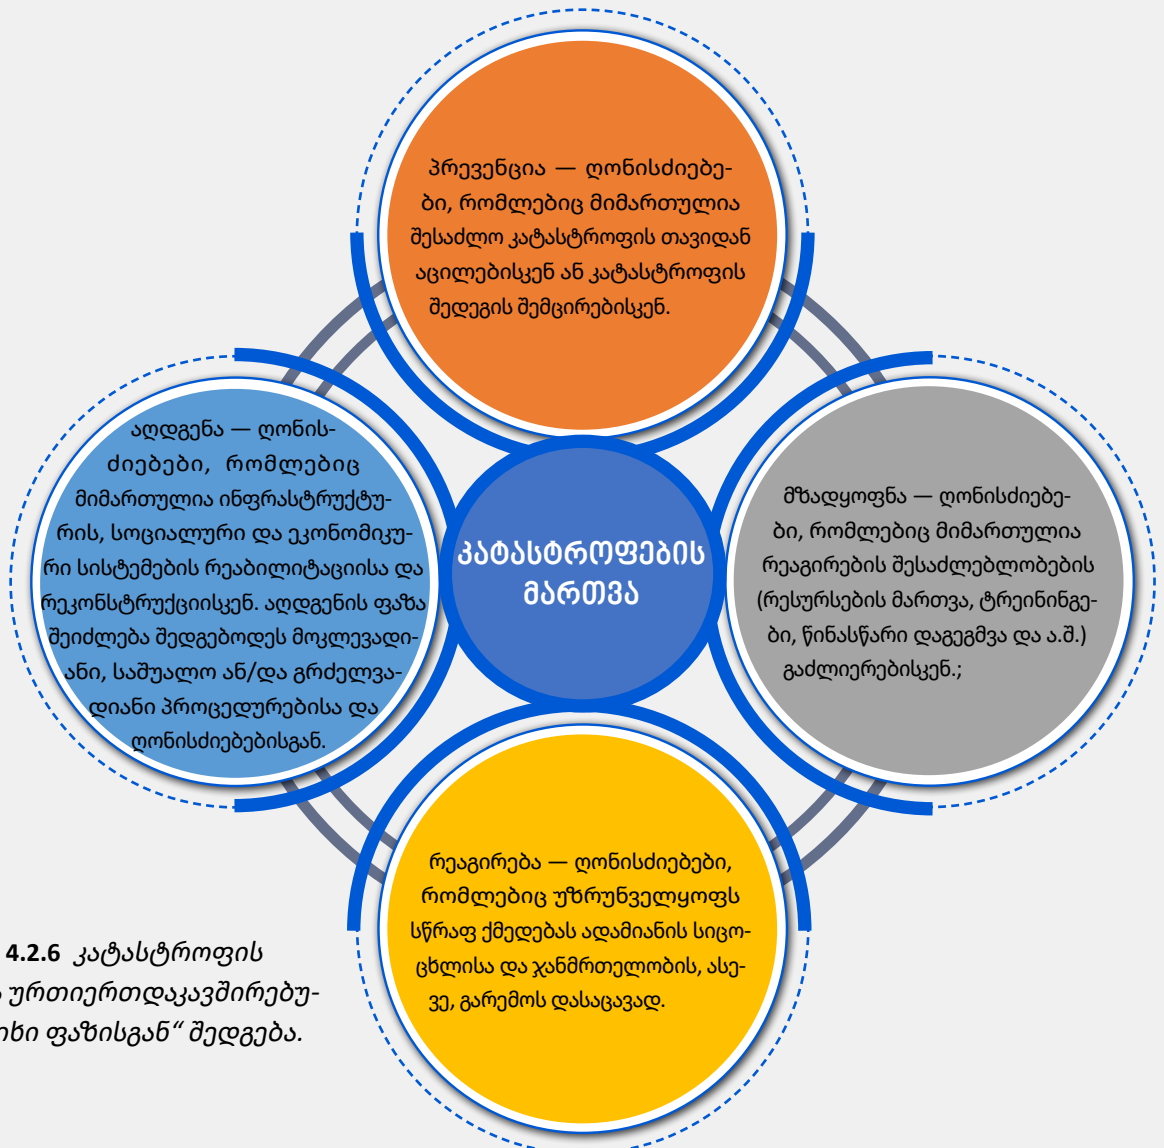 პრევენცია — ღონისძიებე-
ბი, რომლებიც მიმართულია
შესაძლო კატასტროფის თავიდან
აცილებისკენ ან კატასტროფის
შედეგის შემცირებისკენ.
აღდგენა — ღონის-
ძიებები, რომლებიც
მიმართულია ინფრასტრუქტუ-
რის, სოციალური და ეკონომიკუ-
რი სისტემების რეაბილიტაციისა და
რეკონსტრუქციისკენ. აღდგენის ფაზა
შეიძლება შედგებოდეს მოკლევადი-
ანი, საშუალო ან/და გრძელვა-
დიანი პროცედურებისა და
ღონისძიებებისგან.
კატასტროფების
მართვა
მზადყოფნა — ღონისძიებე-
ბი, რომლებიც მიმართულია
რეაგირების შესაძლებლობების
(რესურსების მართვა, ტრეინინგე-
ბი, წინასწარი დაგეგმვა და ა.შ.)
გაძლიერებისკენ.;
რეაგირება — ღონისძიებები,
რომლებიც უზრუნველყოფს
სწრაფ ქმედებას ადამიანის სიცო-
ცხლისა და ჯანმრთელობის, ასე-
ვე, გარემოს დასაცავად.
4.2.6 კატასტროფის
ურთიერთდაკავშირებუ-
ფაზისგან“ შედგება.